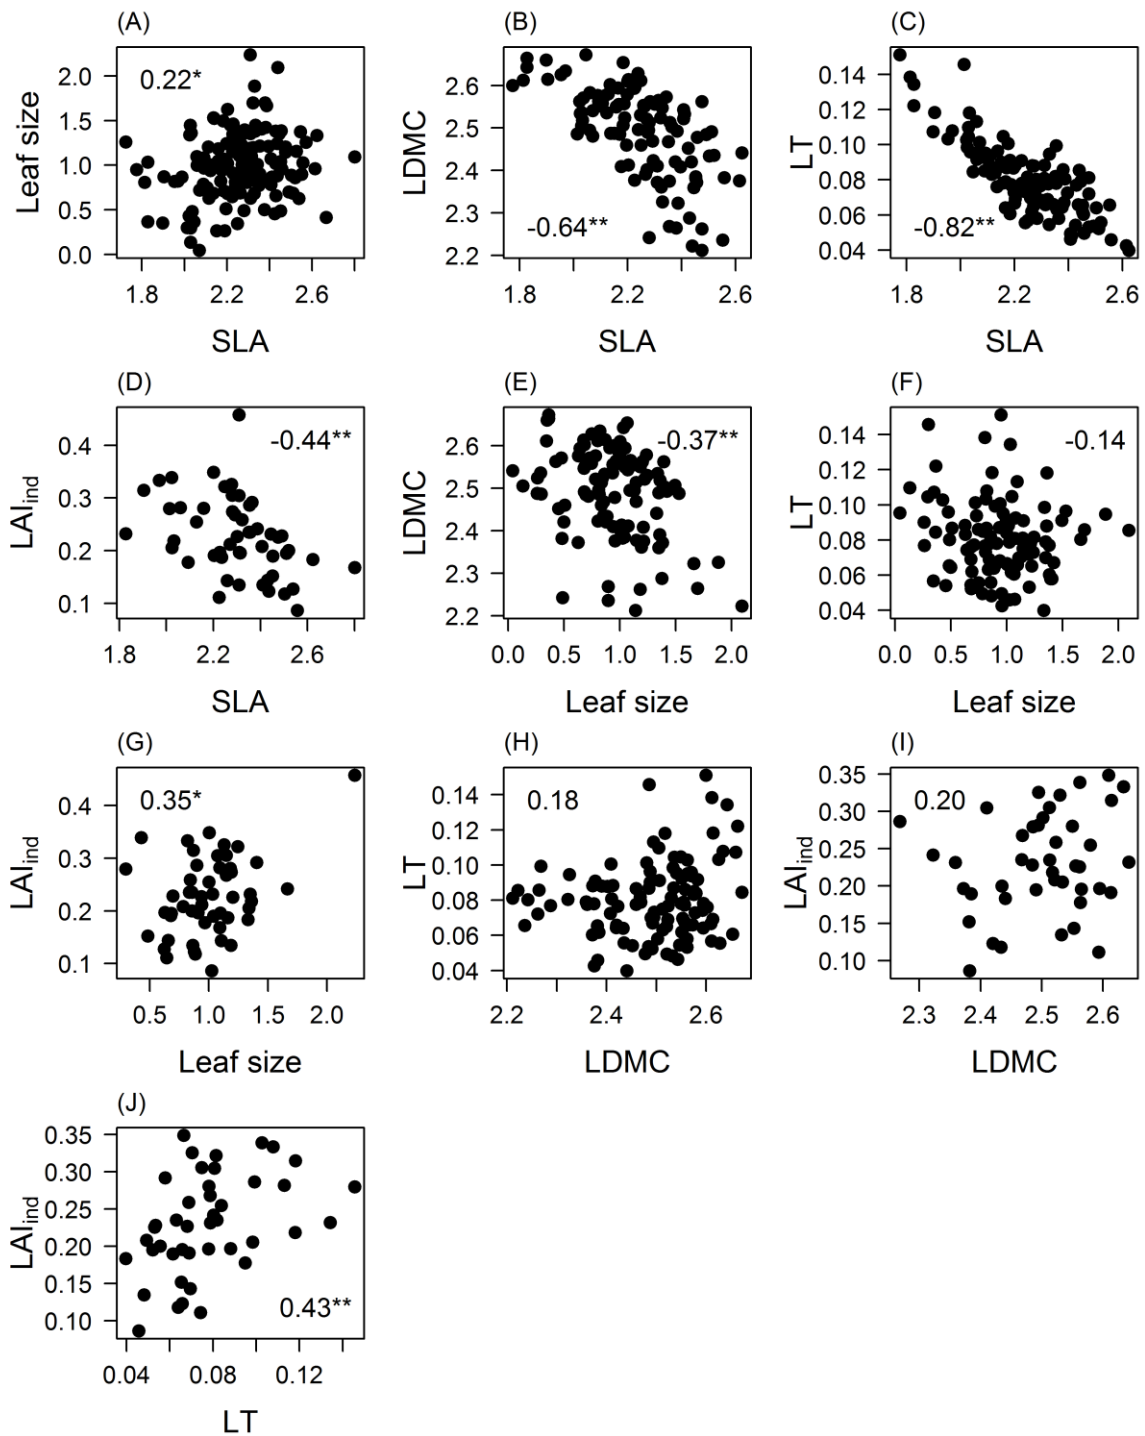 (A) (B) (C)
0.22* -0.64** -0.82**
Leaf size LDMC LT
2.0 1.5 1.0 0.5 0.0
2.6 2.5 2.4 2.3 2.2
0.14 0.12 0.10 0.08 0.06 0.04
1.8 2.2 2.6 1.8 2.2 2.6 1.8 2.2 2.6
SLA SLA SLA
(D) (E) (F)
-0.44** -0.37** -0.14
LAIind LDMC LT
0.4 0.3 0.2 0.1
2.6 2.5 2.4 2.3 2.2
0.14 0.12 0.10 0.08 0.06 0.04
1.8 2.2 2.6 0.0 0.5 1.0 1.5 2.0 0.0 0.5 1.0 1.5 2.0
SLA Leaf size Leaf size
(G) (H) (I)
0.35* 0.18 0.20
LAIind LT LAIind
0.4 0.3 0.2 0.1
0.14 0.12 0.10 0.08 0.06 0.04
0.35 0.30 0.25 0.20 0.15 0.10
0.5 1.0 2.0 2.2 2.4 2.6 2.3 2.4 2.5 2.6
Leaf size LDMC LDMC
(J)
0.43**
LAIind
0.35 0.30 0.25 0.20 0.15 0.10
0.04 0.08 0.12
LT